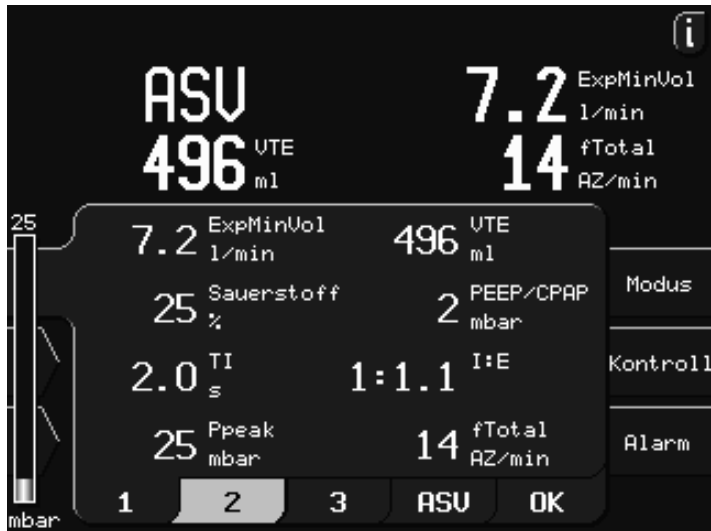 i
ASV
7.2 ExpMinVol
l/min
496 VTE
ml
14 fTotal
AZ/min
25
7.2 ExpMinVol
l/min
496 VTE
ml
25 Sauerstoff
%
2 PEEP/CPAP
mbar
2.0 TI
s
1:1.1 I:E
25 Ppeak
mbar
14 fTotal
AZ/min
Modus
Kontroll
Alarm
1 2 3 ASV OK
mbar